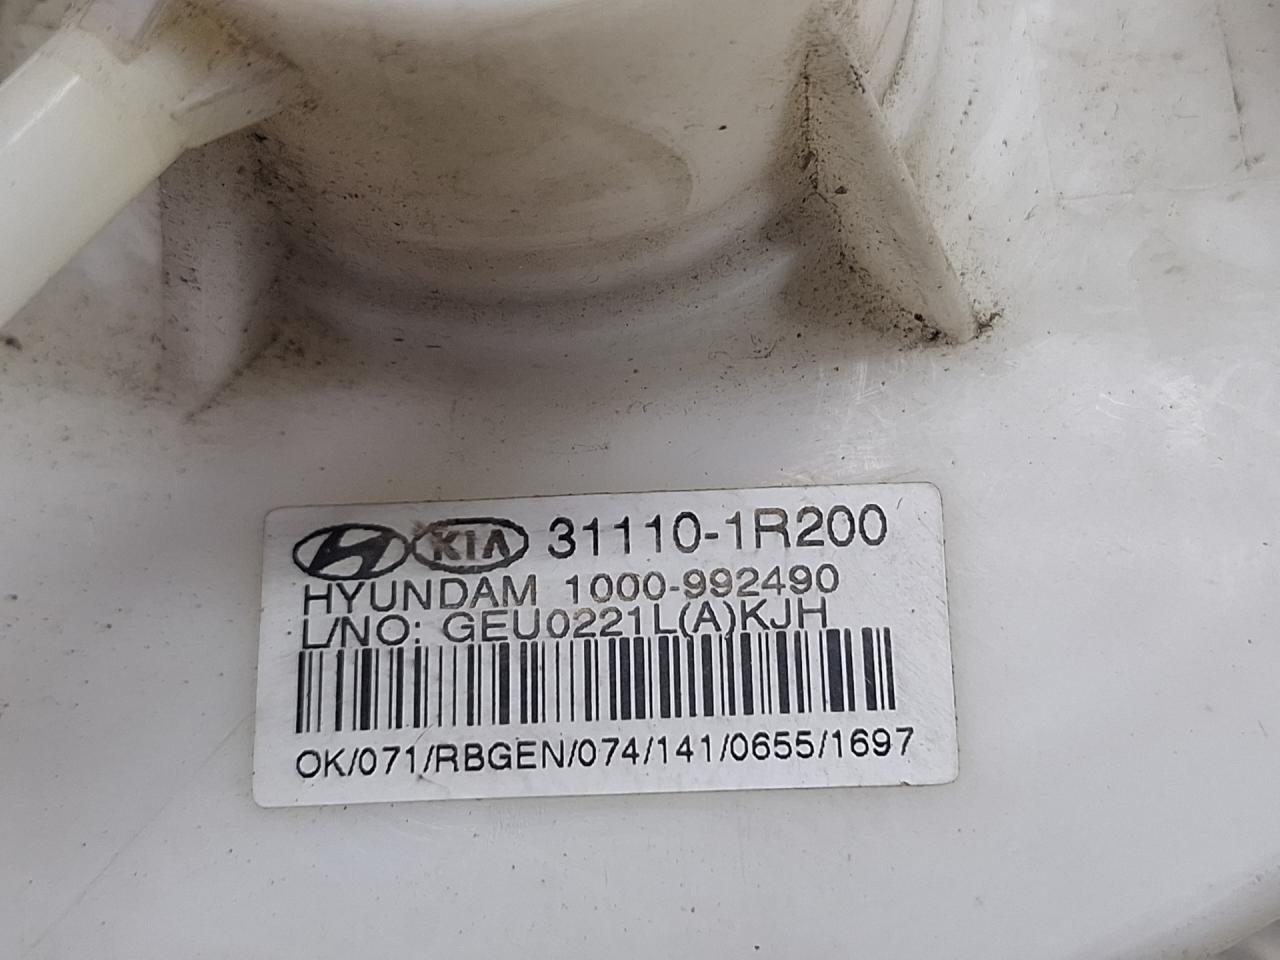 KIA 31110-1R200
HYUNDAM 1000-992490
L/NO: GEU0221L(A)KJH
OK/071/RBGEN/074/141/0655/1697